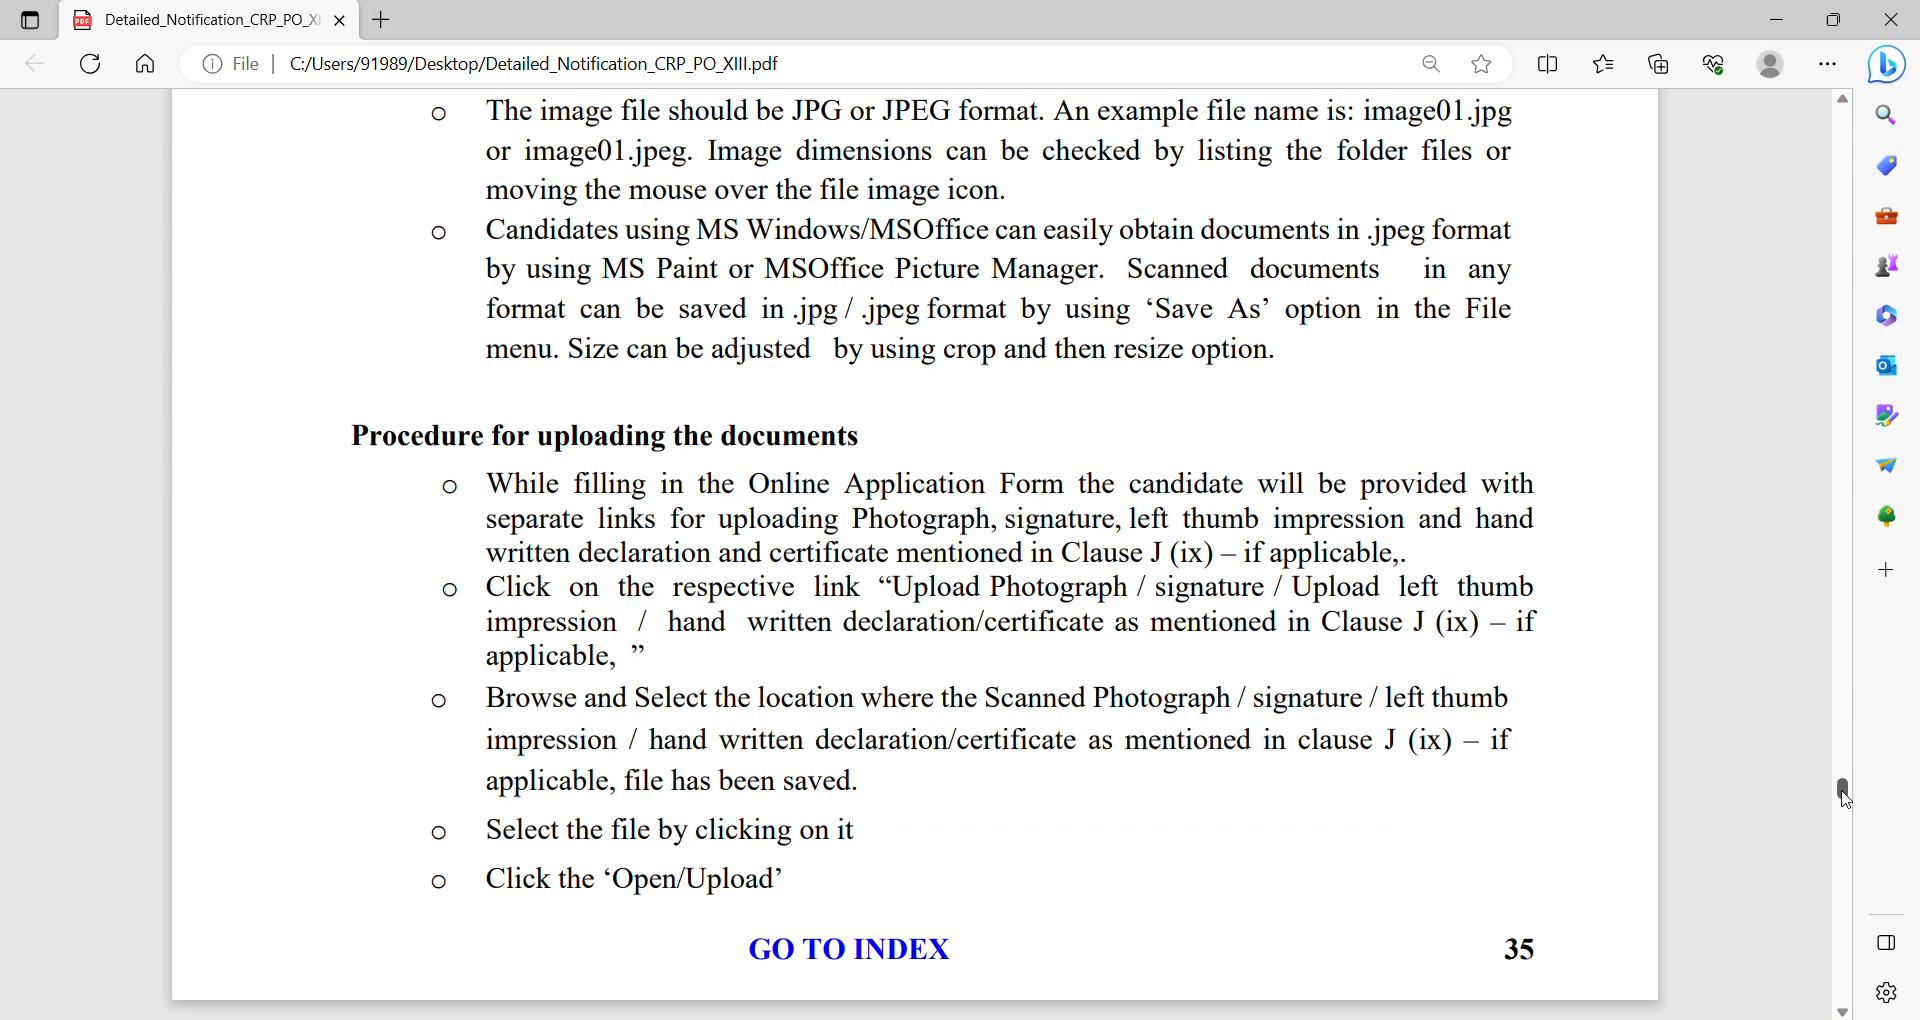 Detailed_Notification_CRP_PO_XI
File
C:/Users/91989/Desktop/Detailed_Notification_CRP_PO_XIII.pdf
o The image file should be JPG or JPEG format. An example file name is: image01.jpg
or image01.jpeg. Image dimensions can be checked by listing the folder files or
moving the mouse over the file image icon.
o Candidates using MS Windows/MSOffice can easily obtain documents in .jpeg format
by using MS Paint or MSOffice Picture Manager. Scanned documents in any
format can be saved in .jpg / .jpeg format by using ‘Save As’ option in the File
menu. Size can be adjusted by using crop and then resize option.
Procedure for uploading the documents
o While filling in the Online Application Form the candidate will be provided with
separate links for uploading Photograph, signature, left thumb impression and hand
written declaration and certificate mentioned in Clause J (ix) – if applicable,.
o Click on the respective link “Upload Photograph / signature / Upload left thumb
impression / hand written declaration/certificate as mentioned in Clause J (ix) – if
applicable, ”
o Browse and Select the location where the Scanned Photograph / signature / left thumb
impression / hand written declaration/certificate as mentioned in clause J (ix) – if
applicable, file has been saved.
o Select the file by clicking on it
o Click the ‘Open/Upload’
GO TO INDEX 35